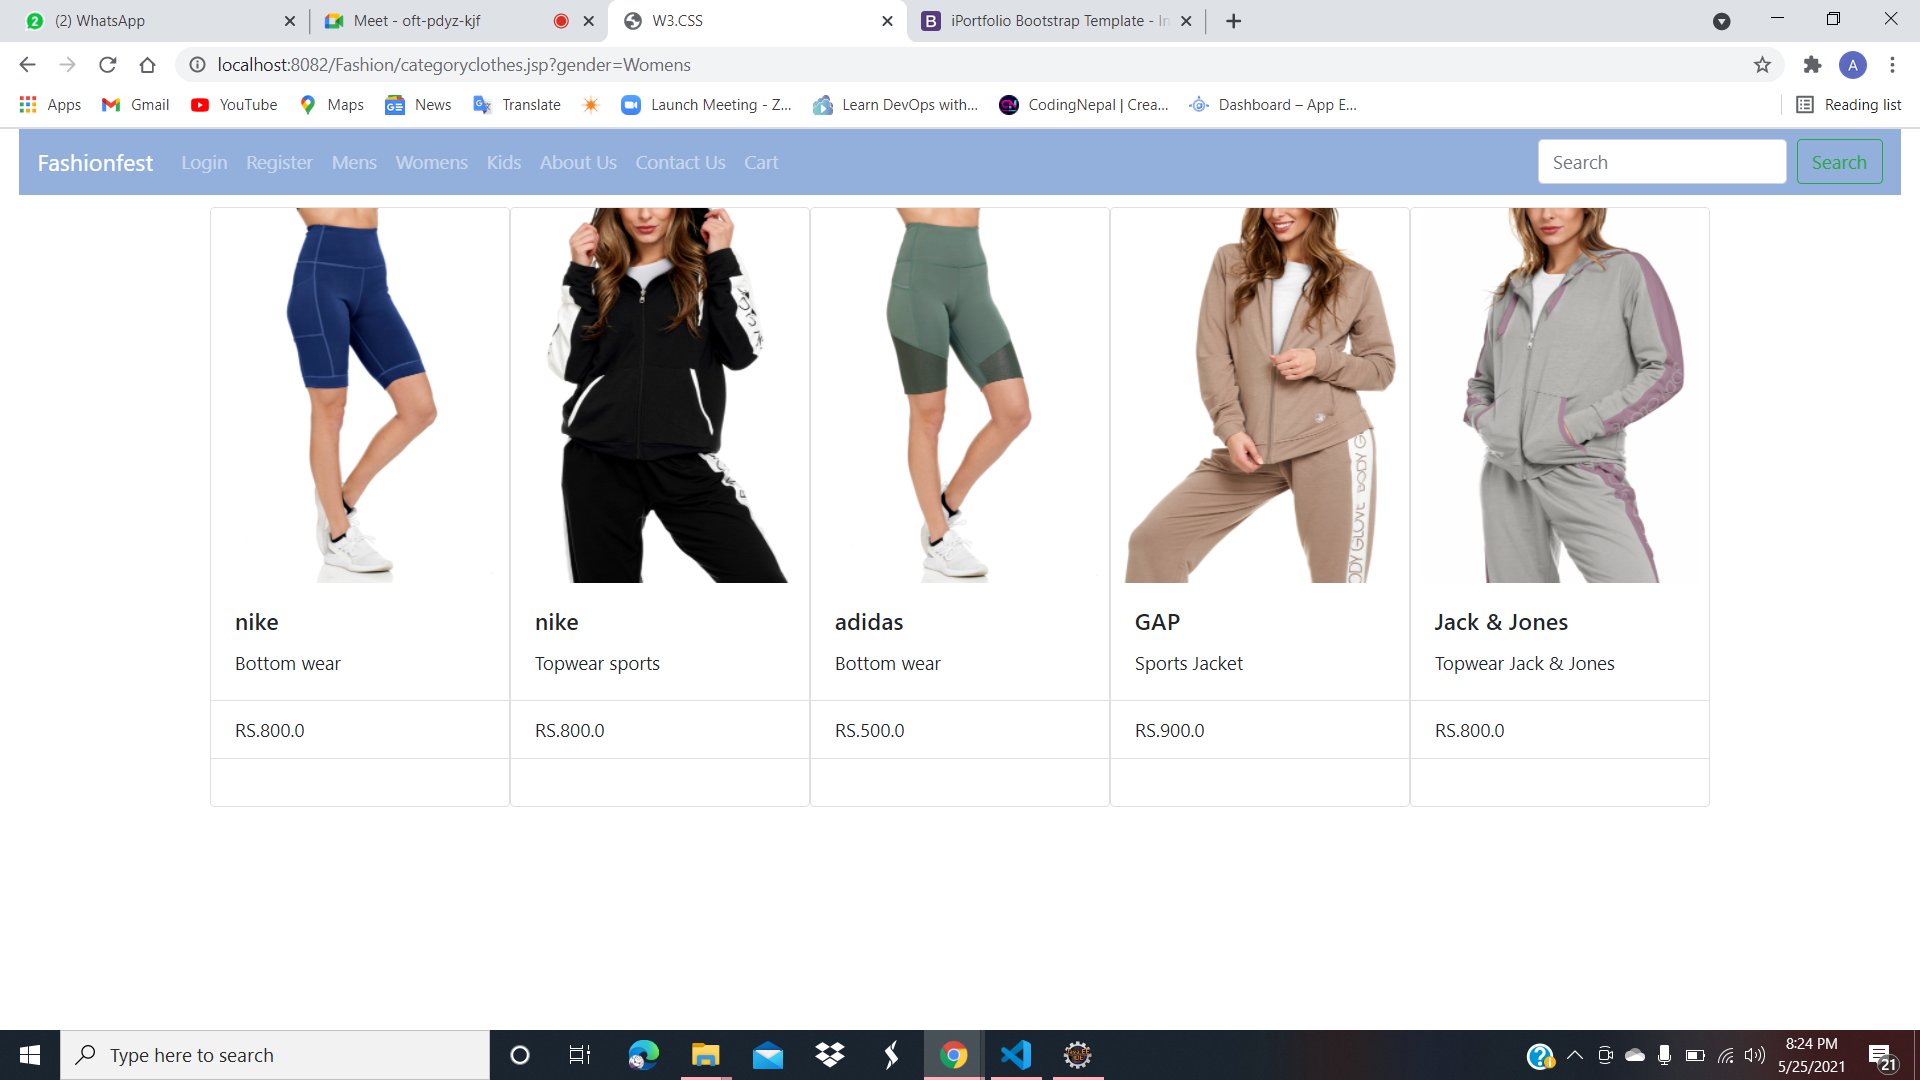 (2) WhatsApp
Meet - oft-pdyz-kjf
W3.CSS
iPortfolio Bootstrap Template - In
localhost:8082/Fashion/categoryclothes.jsp?gender=Womens
A
Apps Gmail YouTube Maps News Translate Launch Meeting - Z... Learn DevOps with... CodingNepal | Crea... Dashboard – App E... Reading list
Fashionfest Login Register Mens Womens Kids About Us Contact Us Cart Search Search
BODY GLOVE BODY
nike nike adidas GAP Jack & Jones
Bottom wear Topwear sports Bottom wear Sports Jacket Topwear Jack & Jones
RS.800.0 RS.800.0 RS.500.0 RS.900.0 RS.800.0
Type here to search
8:24 PM
5/25/2021
21